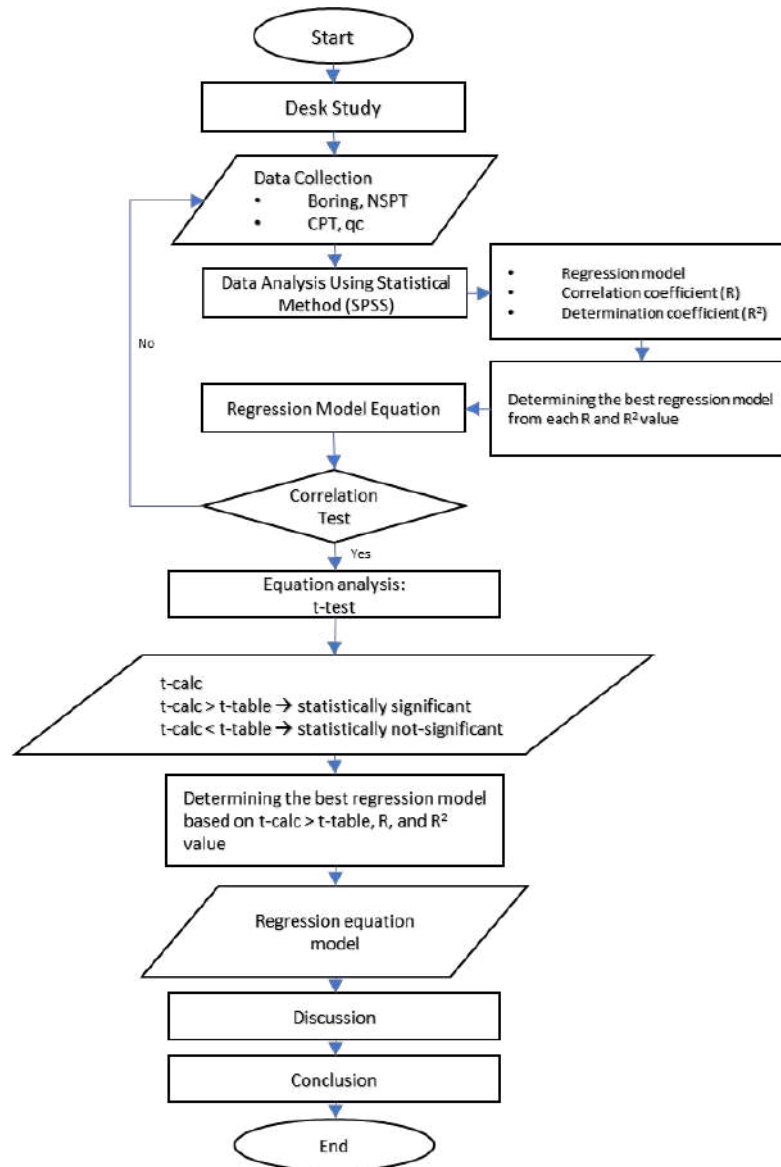 Start
Desk Study
Data Collection
• Boring, NSPT
• CPT, qc
Data Analysis Using Statistical
Method (SPSS)
• Regression model
• Correlation coefficient (R)
• Determination coefficient (R²)
Determining the best regression model
from each R and R² value
Regression Model Equation
No
Correlation
Test
Yes
Equation analysis:
t-test
t-calc
t-calc > t-table → statistically significant
t-calc < t-table → statistically not-significant
Determining the best regression model
based on t-calc > t-table, R, and R²
value
Regression equation
model
Discussion
Conclusion
End